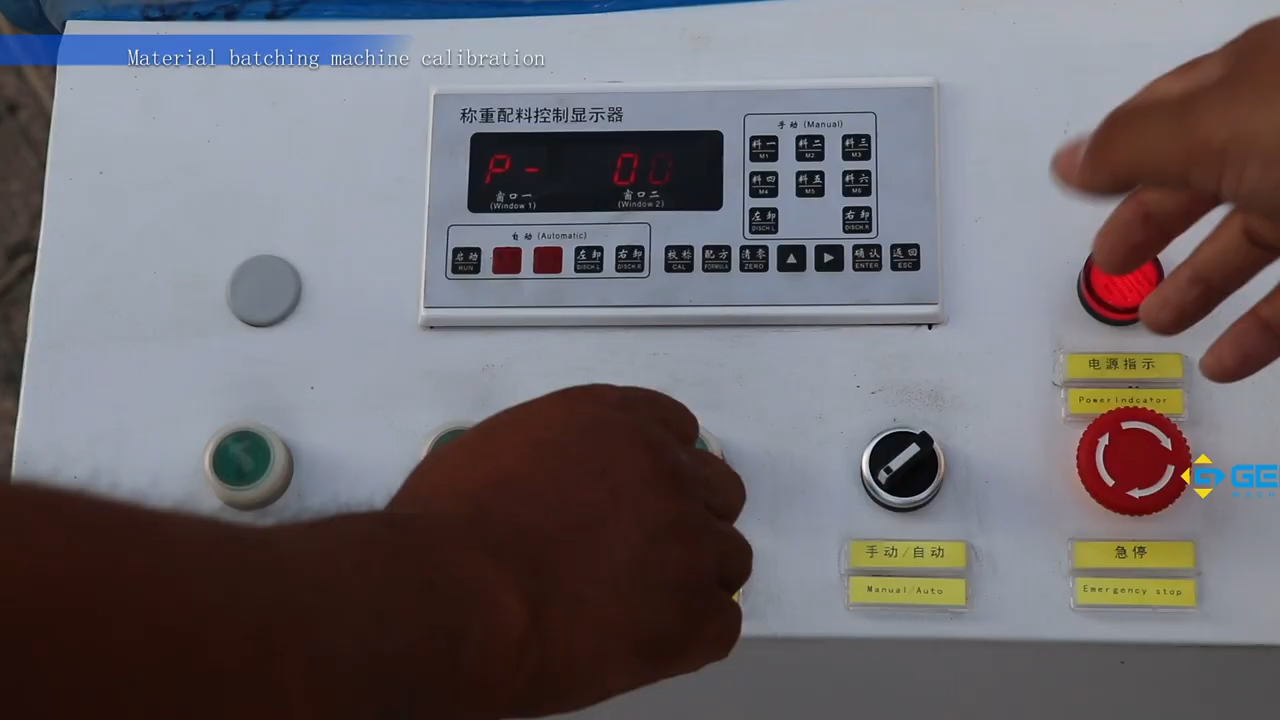 Material batching machine calibration
称重配料控制显示器
P- 00
窗口一
(Window 1)
窗口二
(Window 2)
手动 (Manual)
料一
M1
料二
M2
料三
M3
料四
M4
料五
M5
料六
M6
左卸
DISCH L
右卸
DISCH R
自动 (Automatic)
启动
RUN
左卸
DISCH L
右卸
DISCH R
校称
CAL
配方
FORMULA
清零
ZERO
确认
ENTER
返回
ESC
电源指示
PowerIndcator
手动/自动
Manual/Auto
急停
Emergency stop
GE